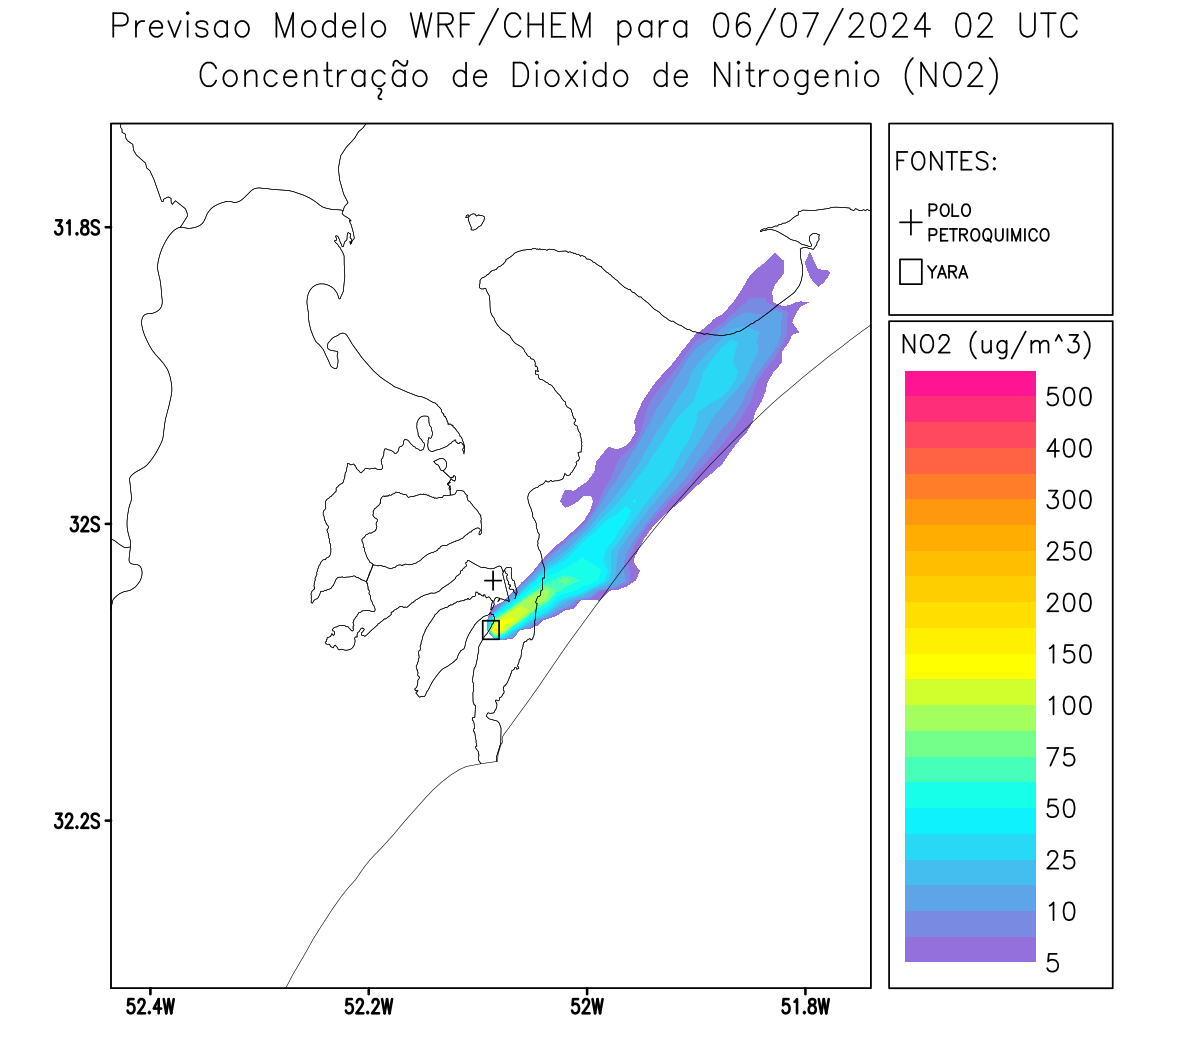 Previsao Modelo WRF/CHEM para 06/07/2024 02 UTC
Concentração de Dioxido de Nitrogenio (NO2)
FONTES:
POLO
PETROQUIMICO
YARA
NO2 (ug/m^3)
500
400
300
250
200
150
100
75
50
25
10
5
31.8S
32S
32.2S
52.4W
52.2W
52W
51.8W